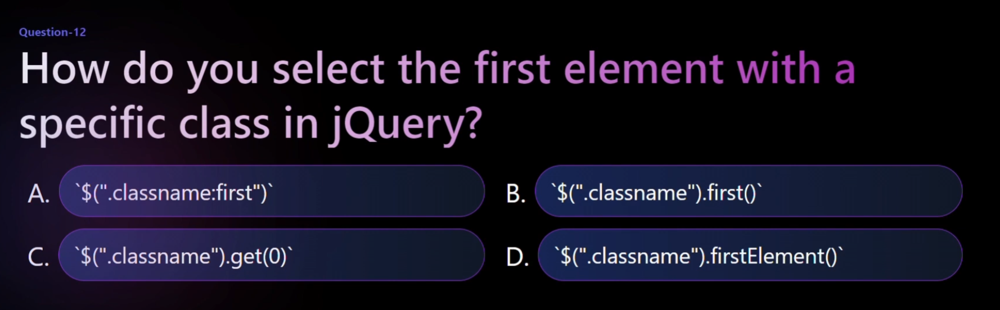 Question-12
How do you select the first element with a
specific class in jQuery?
A. `$(".classname:first")`
B. `$(".classname").first()`
C. `$(".classname").get(0)`
D. `$(".classname").firstElement()`